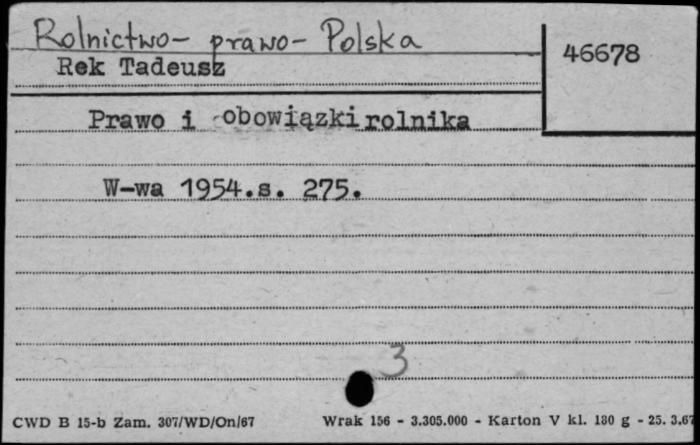 Rolnictwo - prawo - Polska
46678
Rek Tadeusz
Prawo i obowiązki rolnika
W-wa 1954.s. 275.
3
CWD B 15-b Zam. 307/WD/On/67 Wrak 156 - 3.305.000 - Karton V kl. 180 g - 25. 3.67